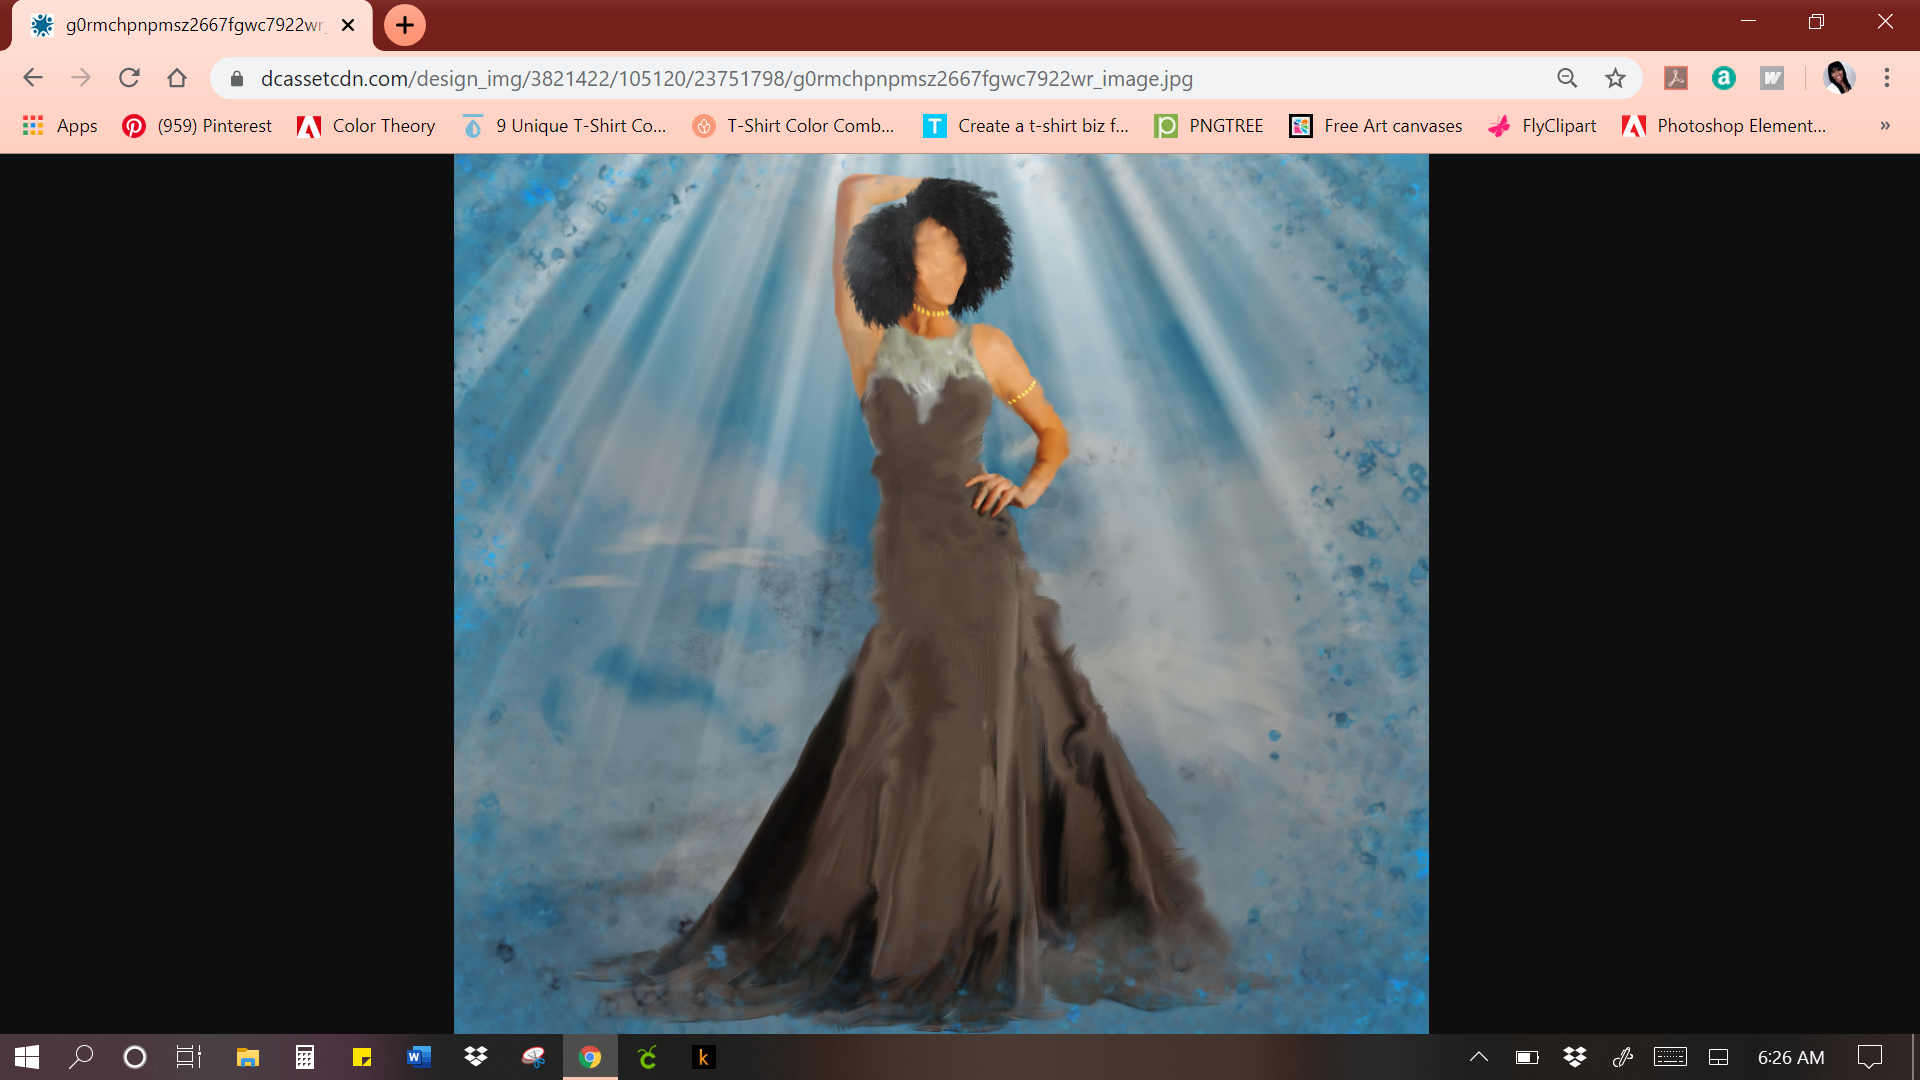 g0rmchpnpmsz2667fgwc7922wr_
dcassetcdn.com/design_img/3821422/105120/23751798/g0rmchpnpmsz2667fgwc7922wr_image.jpg
Apps (959) Pinterest Color Theory 9 Unique T-Shirt Co... T-Shirt Color Comb... Create a t-shirt biz f... PNGTREE Free Art canvases FlyClipart Photoshop Element... »
6:26 AM